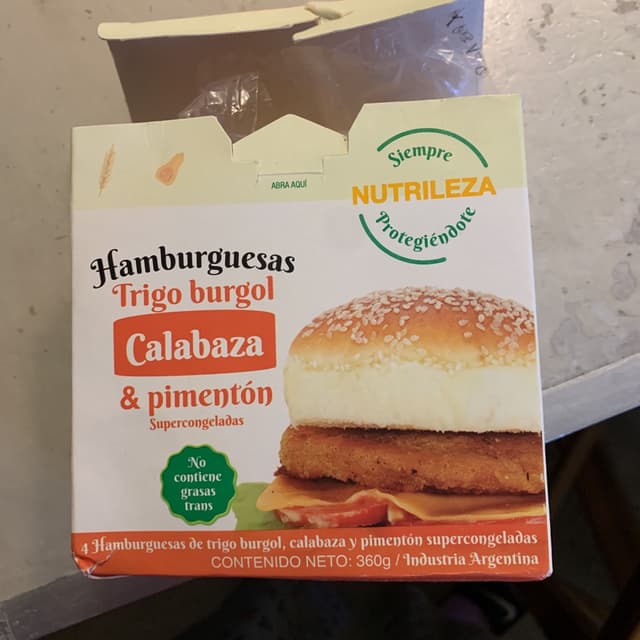 ABRA AQUÍ
Siempre
NUTRILEZA
Protegiéndote
Hamburguesas
Trigo burgol
Calabaza
& pimentón
Supercongeladas
No
contiene
grasas
trans
4 Hamburguesas de trigo burgol, calabaza y pimentón supercongeladas
CONTENIDO NETO: 360g / Industria Argentina